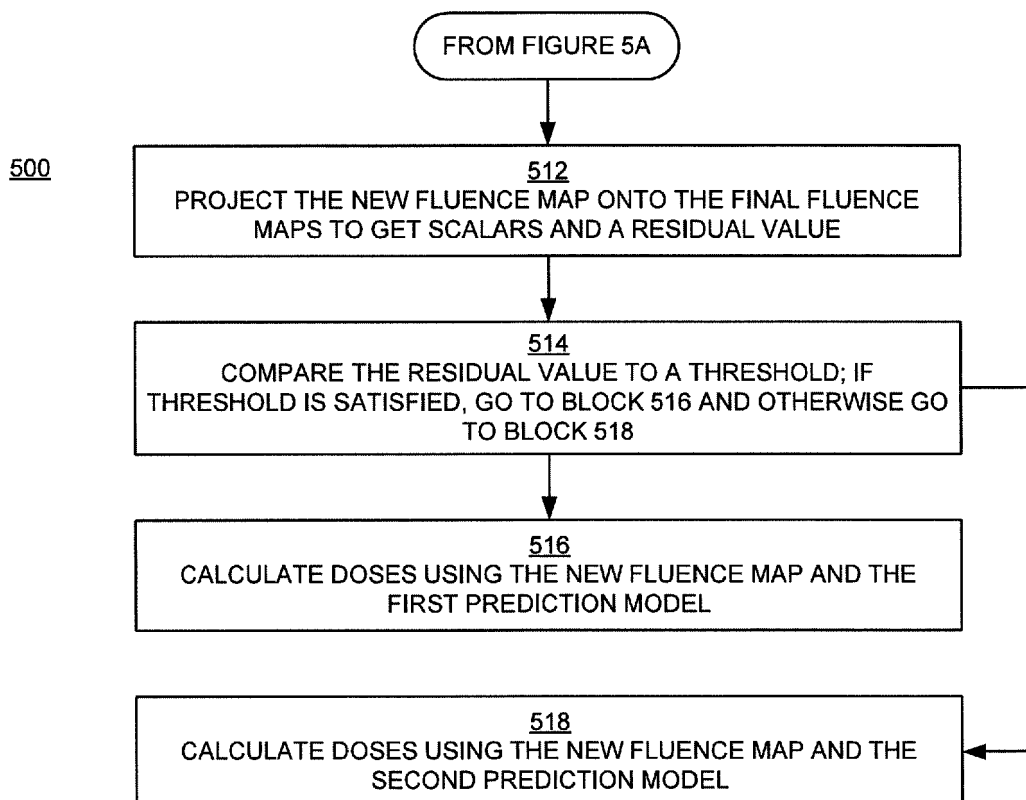 FROM FIGURE 5A
500
512
PROJECT THE NEW FLUENCE MAP ONTO THE FINAL FLUENCE
MAPS TO GET SCALARS AND A RESIDUAL VALUE
514
COMPARE THE RESIDUAL VALUE TO A THRESHOLD; IF
THRESHOLD IS SATISFIED, GO TO BLOCK 516 AND OTHERWISE GO
TO BLOCK 518
516
CALCULATE DOSES USING THE NEW FLUENCE MAP AND THE
FIRST PREDICTION MODEL
518
CALCULATE DOSES USING THE NEW FLUENCE MAP AND THE
SECOND PREDICTION MODEL